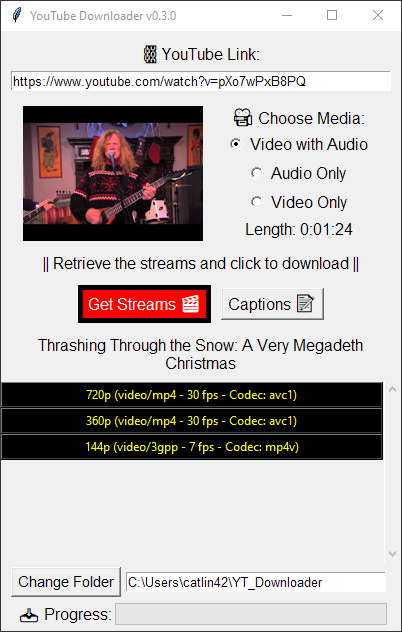 YouTube Downloader v0.3.0
YouTube Link:
https://www.youtube.com/watch?v=pXo7wPxB8PQ
Choose Media:
Video with Audio
Audio Only
Video Only
Length: 0:01:24
|| Retrieve the streams and click to download ||
Get Streams
Captions
Thrashing Through the Snow: A Very Megadeth
Christmas
720p (video/mp4 - 30 fps - Codec: avc1)
360p (video/mp4 - 30 fps - Codec: avc1)
144p (video/3gpp - 7 fps - Codec: mp4v)
Change Folder
C:\Users\catlin42\YT_Downloader
Progress: